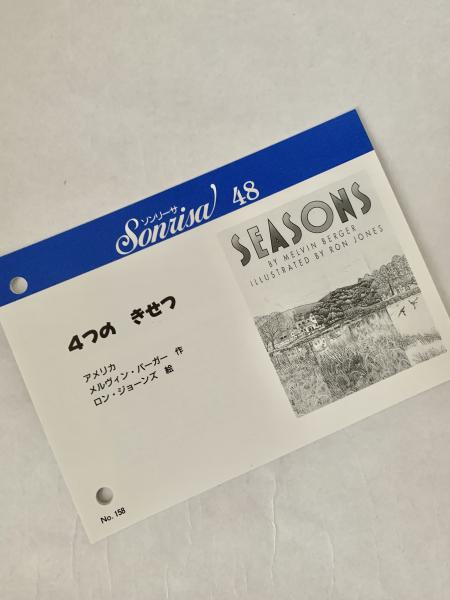 ソンリーサ
Sonrisa 48
SEASONS
BY MELVIN BERGER
ILLUSTRATED BY RON JONES
4つの きせつ
アメリカ
メルヴィン・バーガー 作
ロン・ジョーンズ 絵
No. 158